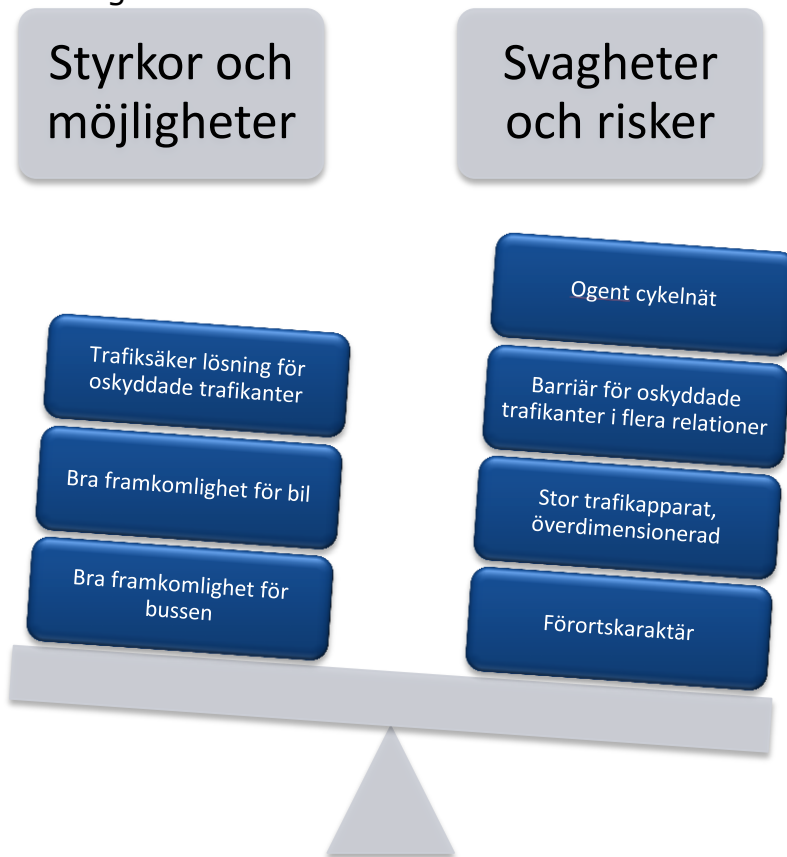 Styrkor och
möjligheter
Svagheter
och risker
Trafiksäker lösning för
oskyddade trafikanter
Bra framkomlighet för bil
Bra framkomlighet för
bussen
Ogent cykelnät
Barriär för oskyddade
trafikanter i flera relationer
Stor trafikapparat,
överdimensionerad
Förortskaraktär